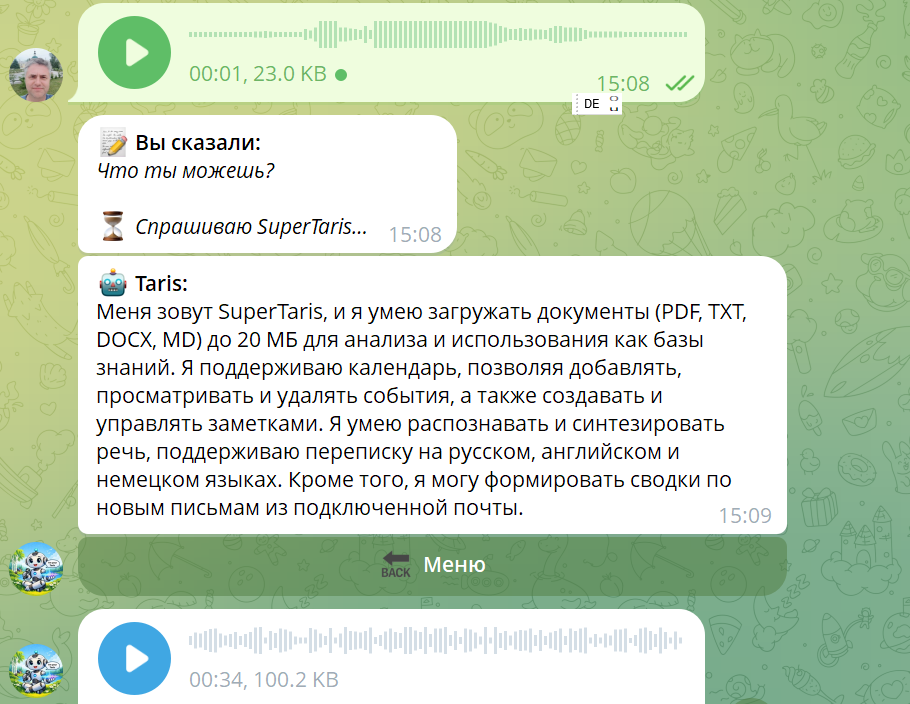 00:01, 23.0 KB
15:08
DE
Вы сказали:
Что ты можешь?
Спрашиваю SuperTaris...
15:08
Taris:
Меня зовут SuperTaris, и я умею загружать документы (PDF, TXT,
DOCX, MD) до 20 МБ для анализа и использования как базы
знаний. Я поддерживаю календарь, позволяя добавлять,
просматривать и удалять события, а также создавать и
управлять заметками. Я умею распознавать и синтезировать
речь, поддерживаю переписку на русском, английском и
немецком языках. Кроме того, я могу формировать сводки по
новым письмам из подключенной почты.
15:09
BACK Меню
00:34, 100.2 KB